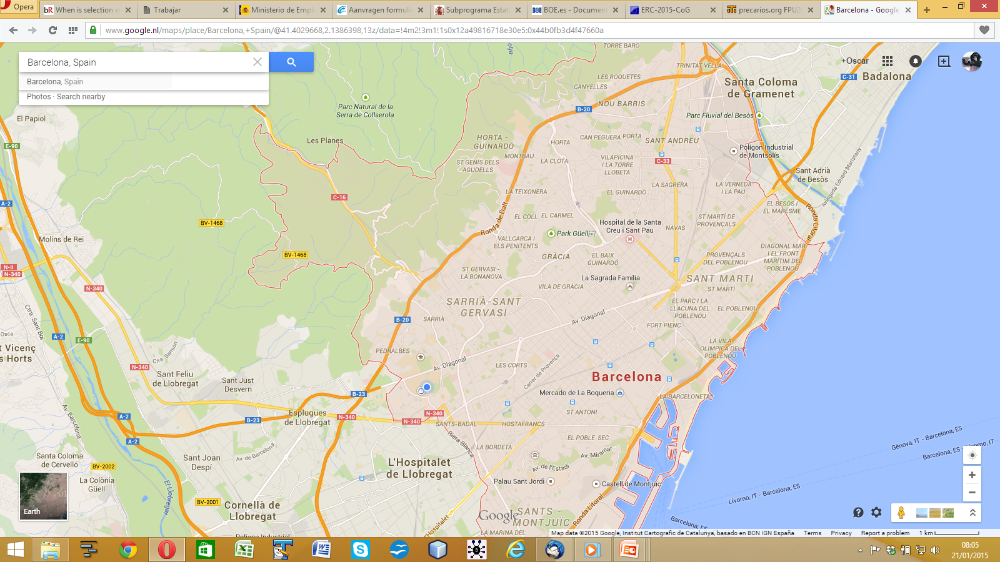 Opera
When is selection e
Trabajar
Ministerio de Emple
Aanvragen formulie
Subprograma Estat
BOE.es - Document
ERC-2015-CoG
precarios.org FPU2
Barcelona - Google
www.google.nl/maps/place/Barcelona,+Spain/@41.4029668,2.1386398,13z/data=!4m2!3m1!1s0x12a49816718e30e5:0x44b0fb3d4f47660a
Barcelona, Spain
Barcelona, Spain
Photos · Search nearby
+Oscar
TORRE BARÓ
TRINITAT VELLA
C-31
Badalona
LES ROQUETES
CANYELLES
Santa Coloma
de Gramenet
NOU BARRIS
Parc Natural de la
Serra de Collserola
B-20
Parc Fluvial del Besòs
El Papiol
E-90
Les Planes
HORTA -
GUINARDÓ
CAN PEGUERA
PORTA
SANT ANDREU
HORTA
MONTBAU
LA CLOTA
VILAPICINA
I LA TORRE
LLOBETA
C-33
Polígon Industrial
de Montsolís
ST GENÍS DELS
AGUDELLS
Sant Adrià
de Besòs
Avinguda Eduard Maristany
LA TEIXONERA
EL GUINARDÓ
LA SAGRERA
LA VERNEDA
I LA PAU
C-16
A-2
EL BESÒS I
EL MARESME
Ronda de Dalt
EL COLL
EL CARMEL
BV-1468
Hospital de la Santa
Creu i Sant Pau
NAVAS
ST MARTÍ DE
PROVENÇALS
Ronda Litoral
Molins de Rei
Park Güell
VALLCARCA I
ELS PENITENTS
BV-1468
GRÀCIA
EL BAIX
GUINARDÓ
PROVENÇALS
DEL POBLENOU
DIAGONAL MAR
I EL FRONT
MARÍTIM DEL
POBLENOU
N-II
N-340
ST GERVASI -
LA BONANOVA
La Sagrada Família
SANT MARTI
VILA DE GRÀCIA
ST MARTÍ
N-340
SARRIÀ-SANT
GERVASI
EL PARC I LA
LLACUNA DEL
POBLENOU
EL POBLENOU
Ctra. Sant Boi
B-20
SARRIÀ
Av. Diagonal
FORT PIENC
Osca
A-2
E-90
t Vicenç
s Horts
Ctra. Sansón
PEDRALBES
LA VILA
OLÍMPICA DEL
POBLENOU
N-340
Av. Diagonal
LES CORTS
Carrer de Provença
Sant Feliu
de Llobregat
Sant Just
Desvern
Barcelona
B-23
Mercado de La Boqueria
LA BARCELONETA
A-2
Av. Barcelona
Esplugues
de Llobregat
N-340
N-340
N-340
B-23
SANTS-BADAL
HOSTAFRANCS
ST ANTONI
A-2
Riera-Blanca
EL POBLE-SEC
LA BORDETA
Av. de Barcelona
Av. Miramar
Gènova, IT - Barcelona, ES
Barcelona, ES - Livorno, IT
Santa Coloma
de Cervelló
BV-2002
Sant Joan
Despí
L'Hospitalet
de Llobregat
Av. de l'Estadi
La Colònia
Güell
Palau Sant Jordi
Castell de Montjuïc
Livorno, IT - Barcelona, ES
El Llobregat
Earth
BV-2001
Cornellà de
Llobregat
Ronda Litoral
Google
SANTS -
MONTJUÏC
l'Hospitalet
Barcelona, ES
LA MARINA DEL
Polígon Industrial
Map data ©2015 Google, Institut Cartogràfic de Catalunya, basado en BCN IGN España
Terms
Privacy
Report a problem
1 km
08:05
21/01/2015